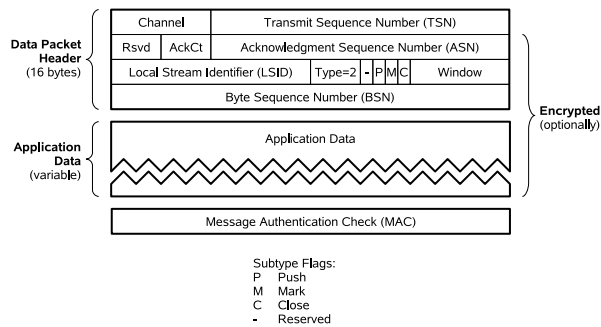 Channel Transmit Sequence Number (TSN)
Data Packet
Header
(16 bytes)
Rsvd AckCt Acknowledgment Sequence Number (ASN)
Local Stream Identifier (LSID) Type=2 - P M C Window
Byte Sequence Number (BSN)
Encrypted
(optionally)
Application
Data
(variable)
Application Data
Message Authentication Check (MAC)
Subtype Flags:
P Push
M Mark
C Close
- Reserved